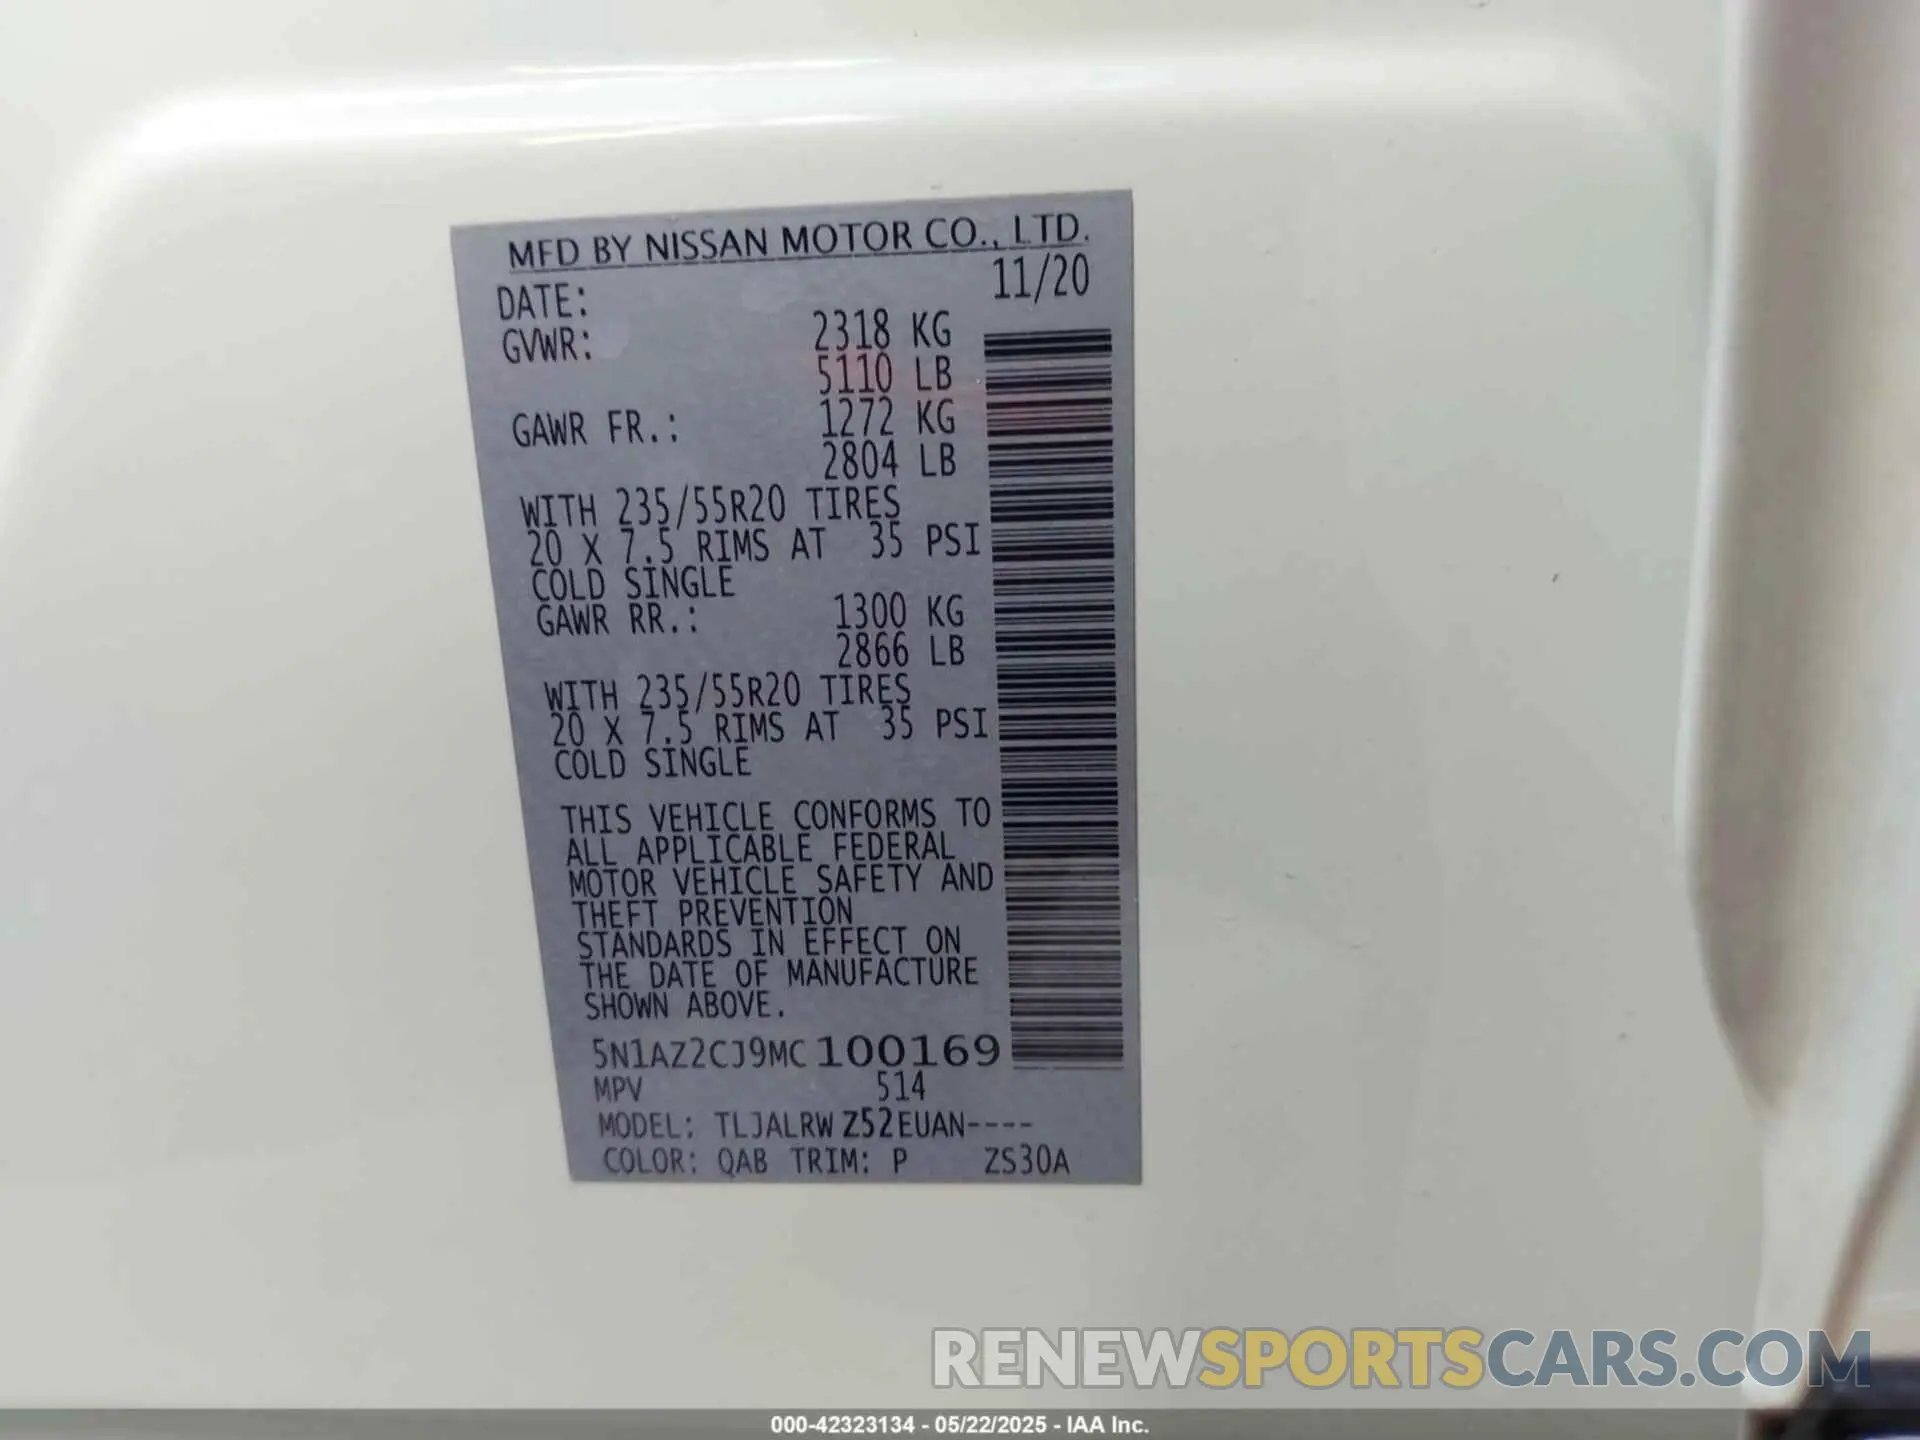 MFD BY NISSAN MOTOR CO., LTD.
DATE: 11/20
GVWR: 2318 KG
5110 LB
GAWR FR.: 1272 KG
2804 LB
WITH 235/55R20 TIRES
20 X 7.5 RIMS AT 35 PSI
COLD SINGLE
GAWR RR.: 1300 KG
2866 LB
WITH 235/55R20 TIRES
20 X 7.5 RIMS AT 35 PSI
COLD SINGLE
THIS VEHICLE CONFORMS TO
ALL APPLICABLE FEDERAL
MOTOR VEHICLE SAFETY AND
THEFT PREVENTION
STANDARDS IN EFFECT ON
THE DATE OF MANUFACTURE
SHOWN ABOVE.
5N1AZ2CJ9MC100169
MPV 514
MODEL: TLJALRWZ52EUAN----
COLOR: QAB TRIM: P ZS30A
RENEWSPORTSCARS.COM
000-42323134 - 05/22/2025 - IAA Inc.